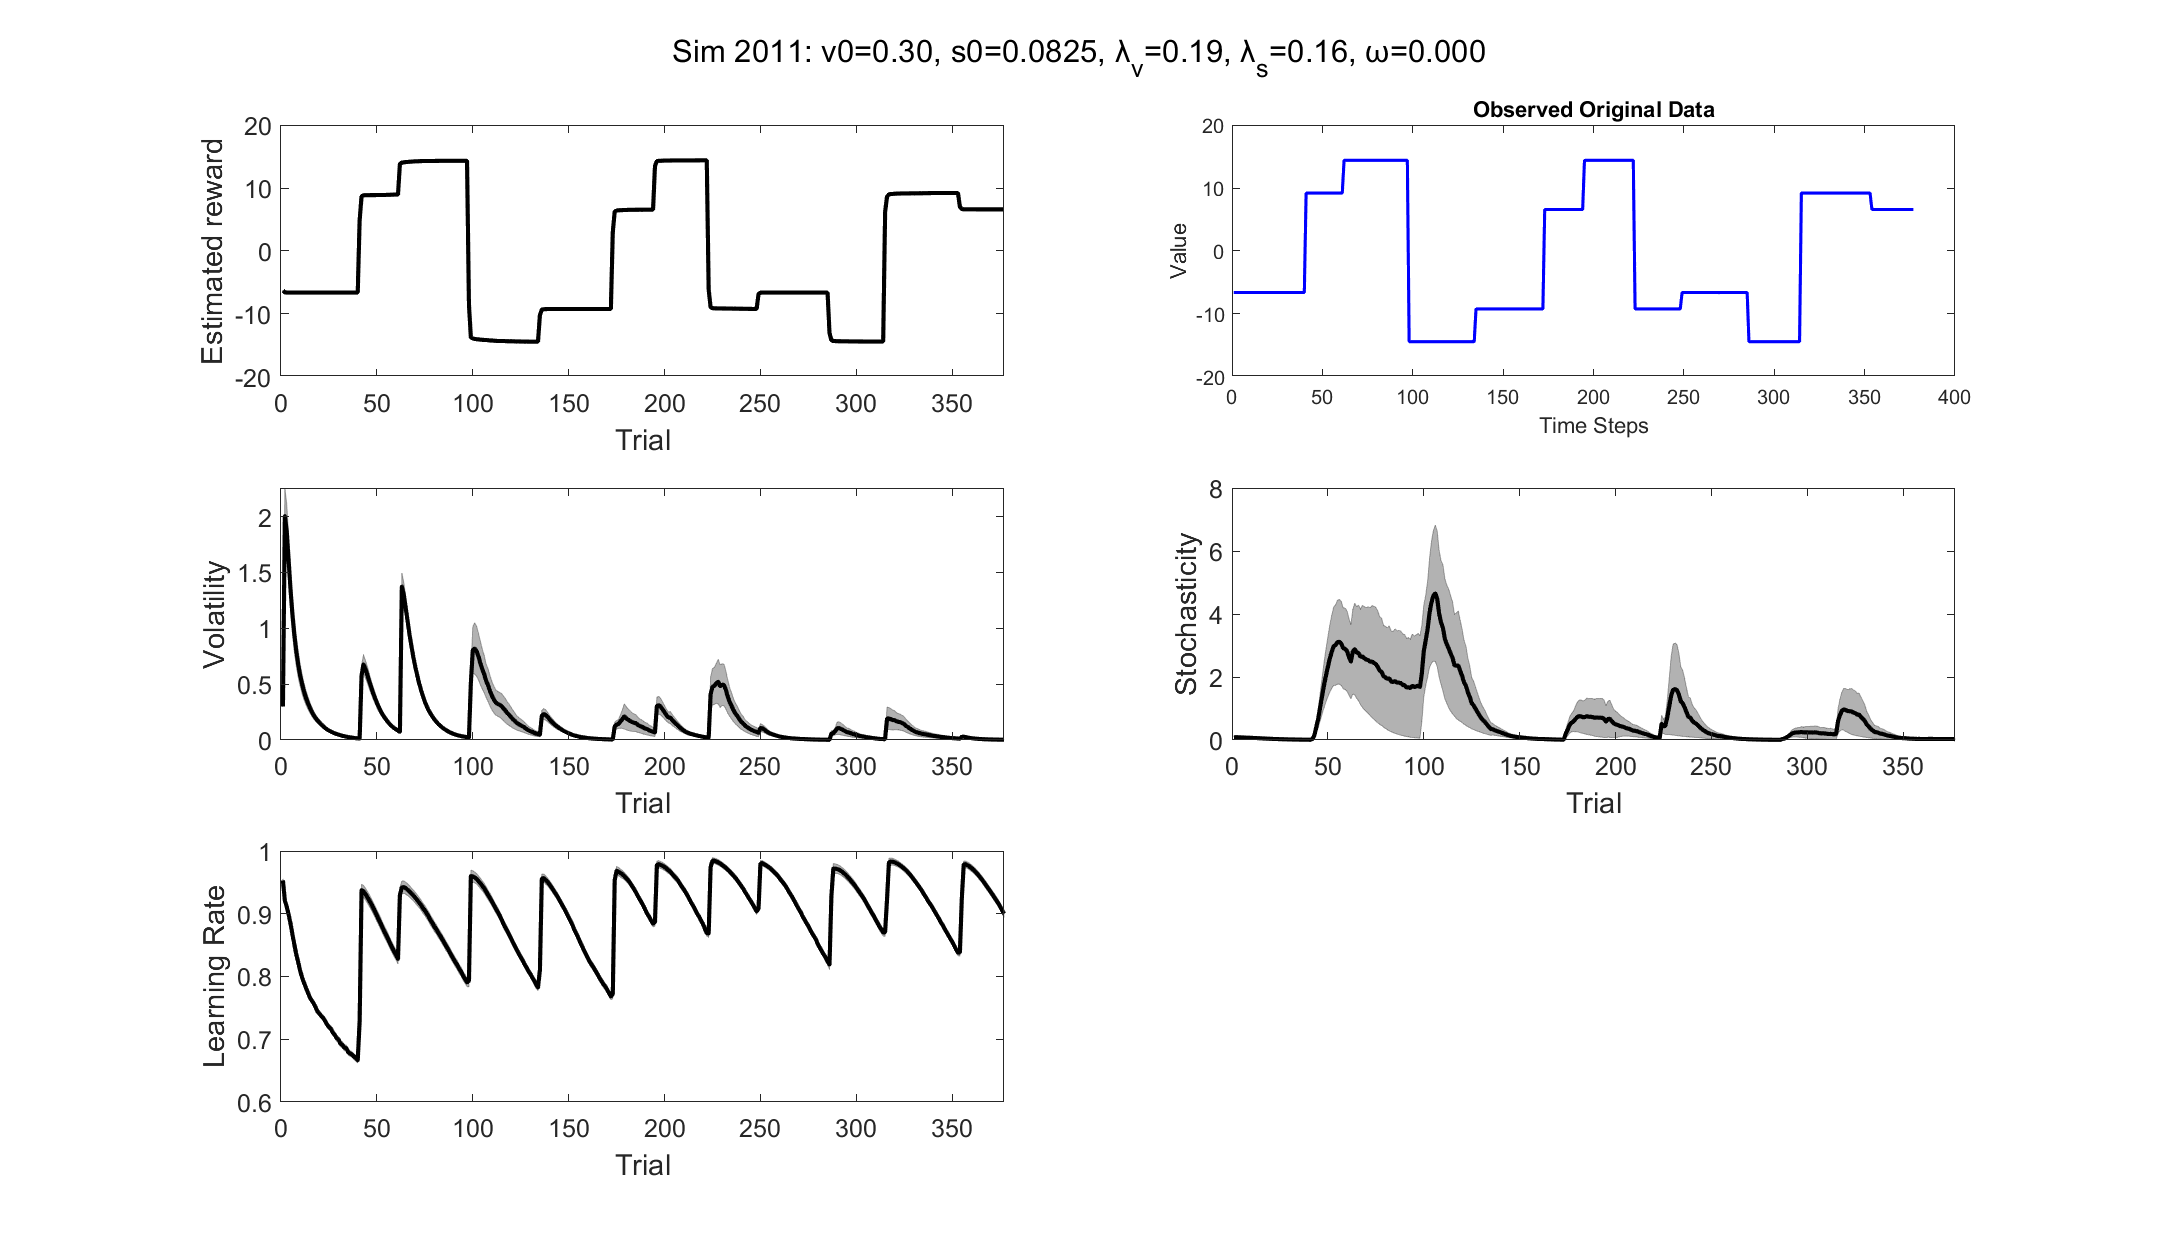 Sim 2011: v0=0.30, s0=0.0825, λ_v=0.19, λ_s=0.16, ω=0.000
20
10
0
-10
-20
Estimated reward
0 50 100 150 200 250 300 350
Trial
Observed Original Data
20
10
0
-10
-20
Value
0 50 100 150 200 250 300 350 400
Time Steps
2
1.5
1
0.5
0
Volatility
0 50 100 150 200 250 300 350
Trial
8
6
4
2
0
Stochasticity
0 50 100 150 200 250 300 350
Trial
1
0.9
0.8
0.7
0.6
Learning Rate
0 50 100 150 200 250 300 350
Trial